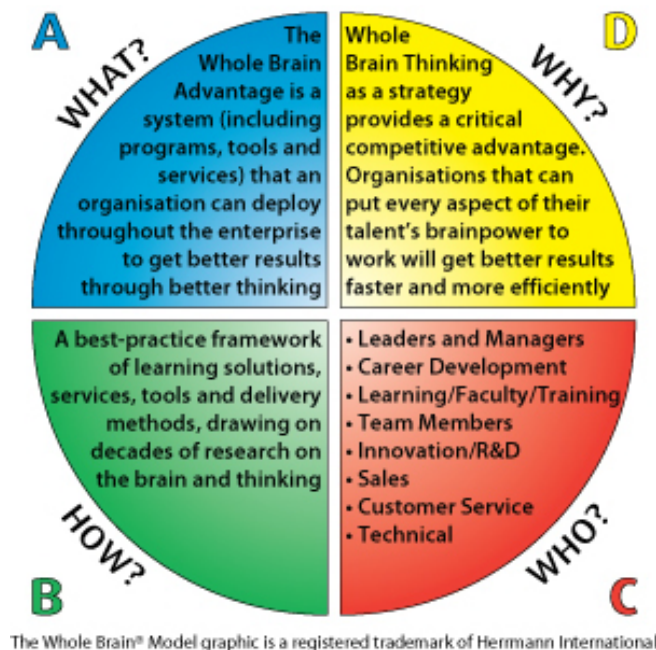 A
WHAT?
The
Whole Brain
Advantage is a
system (including
programs, tools and
services) that an
organisation can deploy
throughout the enterprise
to get better results
through better thinking
D
WHY?
Whole
Brain Thinking
as a strategy
provides a critical
competitive advantage.
Organisations that can
put every aspect of their
talent's brainpower to
work will get better results
faster and more efficiently
A best-practice framework
of learning solutions,
services, tools and delivery
methods, drawing on
decades of research on
the brain and thinking
HOW?
B
• Leaders and Managers
• Career Development
• Learning/Faculty/Training
• Team Members
• Innovation/R&D
• Sales
• Customer Service
• Technical
WHO?
C
The Whole Brain® Model graphic is a registered trademark of Herrmann International